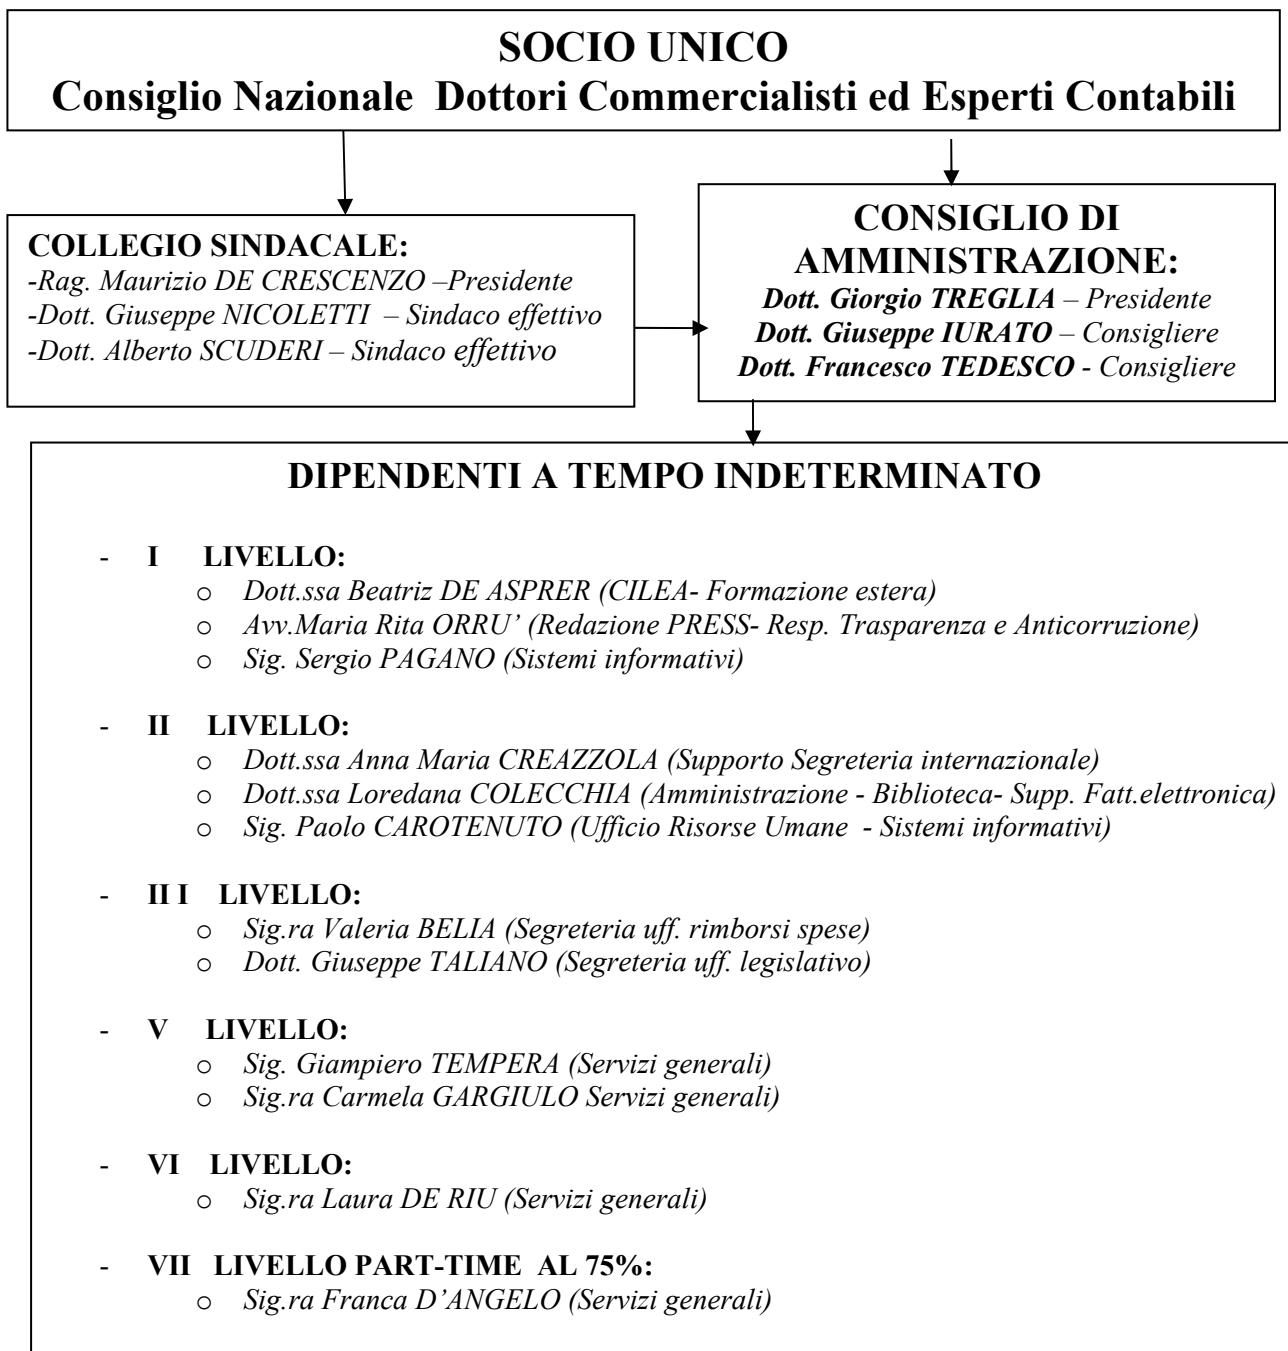 SOCIO UNICO
Consiglio Nazionale Dottori Commercialisti ed Esperti Contabili
COLLEGIO SINDACALE:
-Rag. Maurizio DE CRESCENZO –Presidente
-Dott. Giuseppe NICOLETTI – Sindaco effettivo
-Dott. Alberto SCUDERI – Sindaco effettivo
CONSIGLIO DI
AMMINISTRAZIONE:
Dott. Giorgio TREGLIA – Presidente
Dott. Giuseppe IURATO – Consigliere
Dott. Francesco TEDESCO - Consigliere
DIPENDENTI A TEMPO INDETERMINATO
- I LIVELLO:
o Dott.ssa Beatriz DE ASPRER (CILEA- Formazione estera)
o Avv.Maria Rita ORRU’ (Redazione PRESS- Resp. Trasparenza e Anticorruzione)
o Sig. Sergio PAGANO (Sistemi informativi)
- II LIVELLO:
o Dott.ssa Anna Maria CREAZZOLA (Supporto Segreteria internazionale)
o Dott.ssa Loredana COLECCHIA (Amministrazione - Biblioteca- Supp. Fatt.elettronica)
o Sig. Paolo CAROTENUTO (Ufficio Risorse Umane - Sistemi informativi)
- II I LIVELLO:
o Sig.ra Valeria BELIA (Segreteria uff. rimborsi spese)
o Dott. Giuseppe TALIANO (Segreteria uff. legislativo)
- V LIVELLO:
o Sig. Giampiero TEMPERA (Servizi generali)
o Sig.ra Carmela GARGIULO Servizi generali)
- VI LIVELLO:
o Sig.ra Laura DE RIU (Servizi generali)
- VII LIVELLO PART-TIME AL 75%:
o Sig.ra Franca D’ANGELO (Servizi generali)